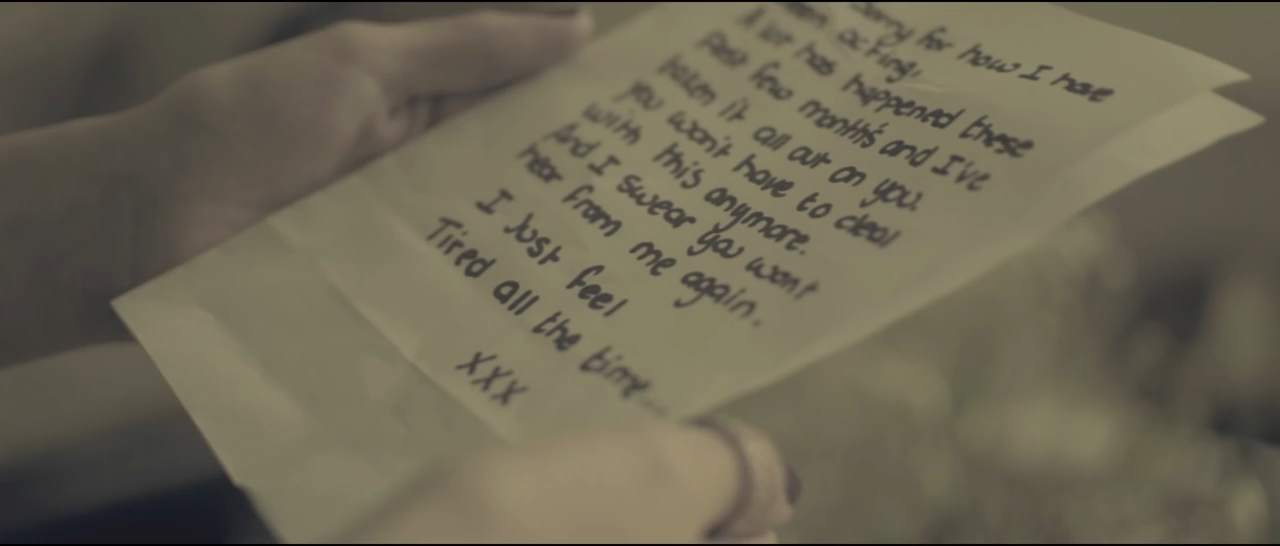 Sorry for how I have
been acting,
A lot has happened these
Past few months and I've
taken it all out on you.
You won't have to deal
with this anymore.
And I swear you wont
hear from me again.
I Just feel
Tired all the time...
XXX